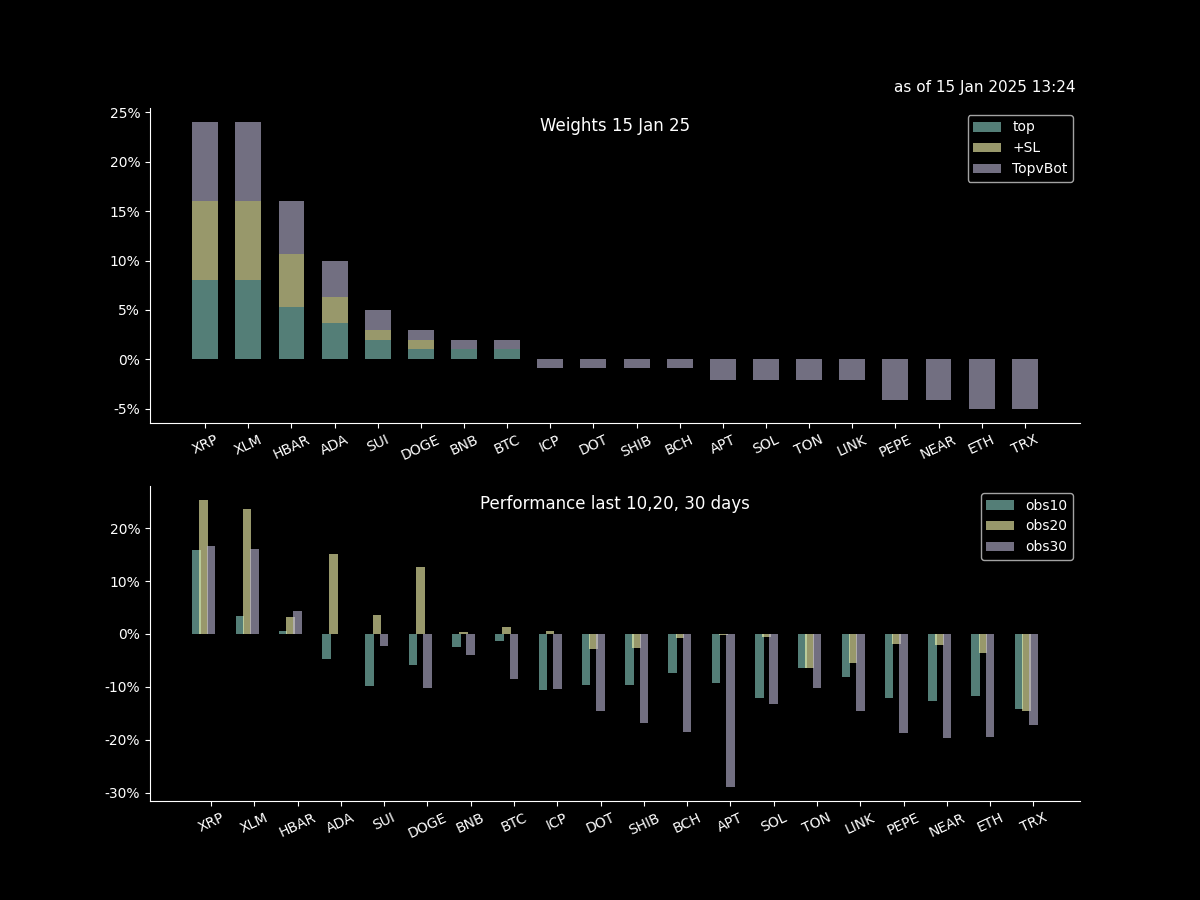 as of 15 Jan 2025 13:24
25%
Weights 15 Jan 25
top
+SL
TopvBot
20%
15%
10%
5%
0%
-5%
XRP XLM HBAR ADA SUI DOGE BNB BTC ICP DOT SHIB BCH APT SOL TON LINK PEPE NEAR ETH TRX
Performance last 10,20, 30 days
obs10
obs20
obs30
20%
10%
0%
-10%
-20%
-30%
XRP XLM HBAR ADA SUI DOGE BNB BTC ICP DOT SHIB BCH APT SOL TON LINK PEPE NEAR ETH TRX